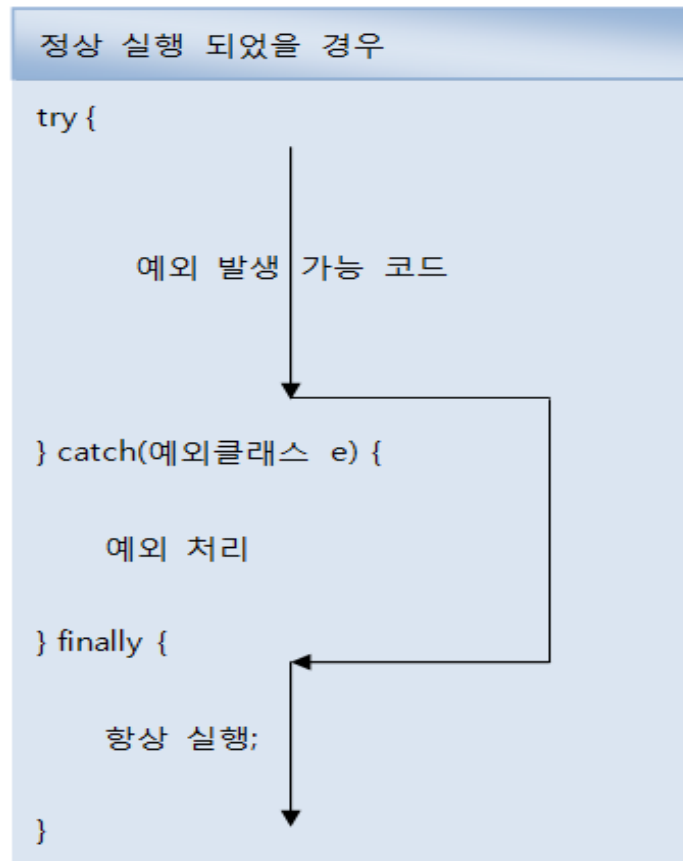 정상 실행 되었을 경우
try {
예외 발생 가능 코드
} catch(예외클래스 e) {
예외 처리
} finally {
항상 실행;
}